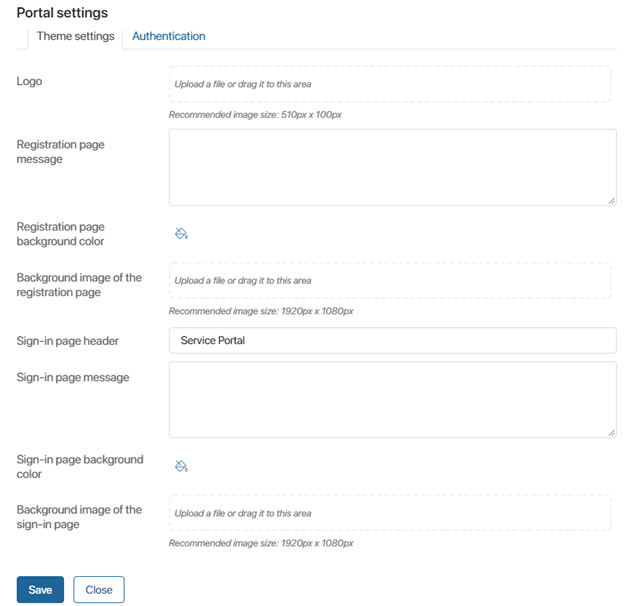 Portal settings
Theme settings Authentication
Logo
Upload a file or drag it to this area
Recommended image size: 510px x 100px
Registration page
message
Registration page
background color
Background image of the
registration page
Upload a file or drag it to this area
Recommended image size: 1920px x 1080px
Sign-in page header
Service Portal
Sign-in page message
Sign-in page background
color
Background image of the
sign-in page
Upload a file or drag it to this area
Recommended image size: 1920px x 1080px
Save Close